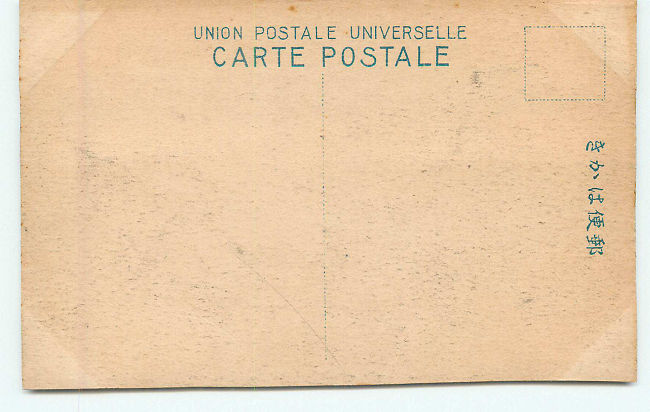 UNION POSTALE UNIVERSELLE
CARTE POSTALE
郵便はかき